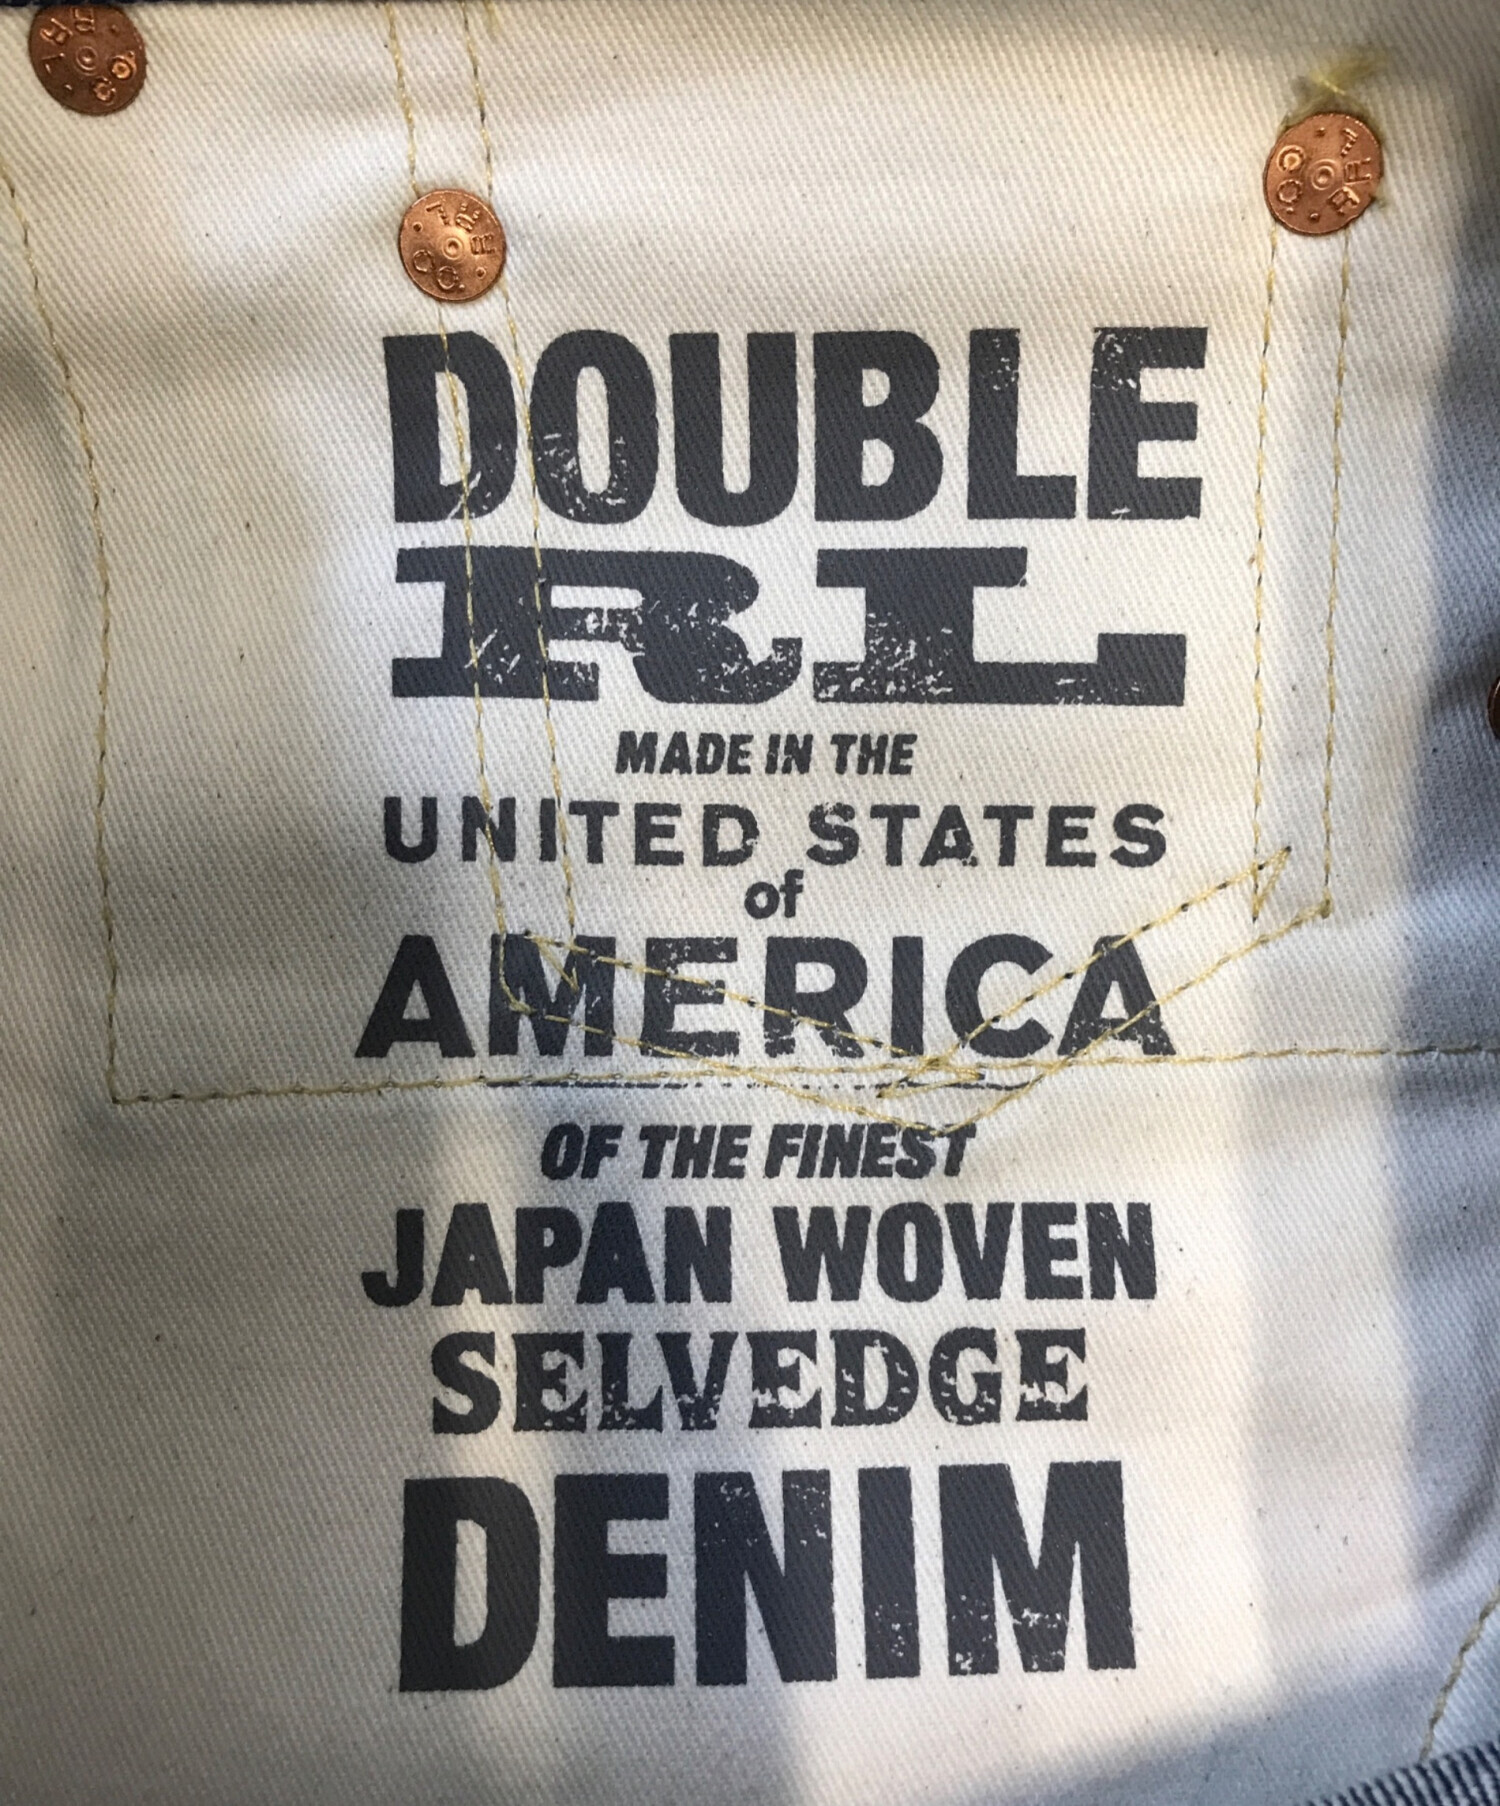 DOUBLE
RL
MADE IN THE
UNITED STATES
of
AMERICA
OF THE FINEST
JAPAN WOVEN
SELVEDGE
DENIM